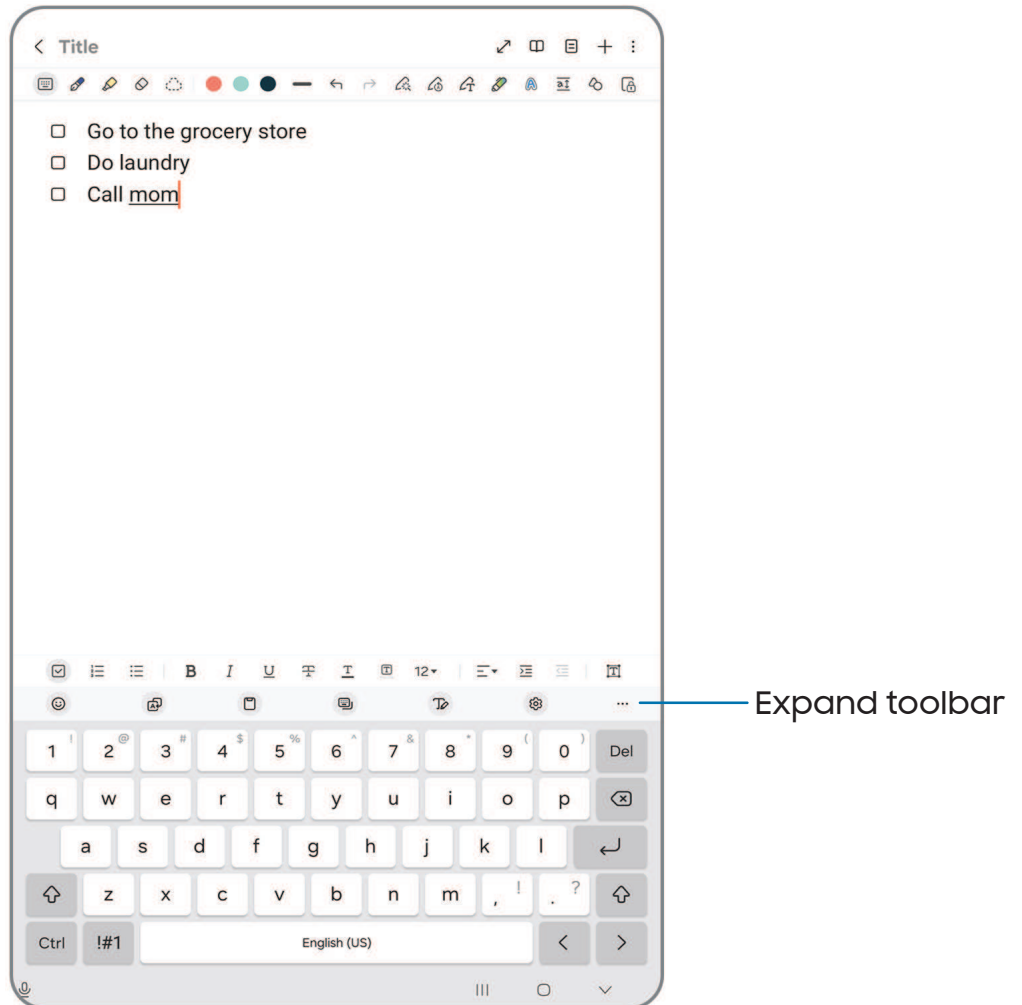 Title
Go to the grocery store
Do laundry
Call mom
B I U T T T 12
Expand toolbar
1 ! 2 @ 3 # 4 $ 5 % 6 ^ 7 & 8 * 9 ( 0 ) Del
q w e r t y u i o p
a s d f g h j k l
z x c v b n m , ! . ?
Ctrl !#1 English (US) < >